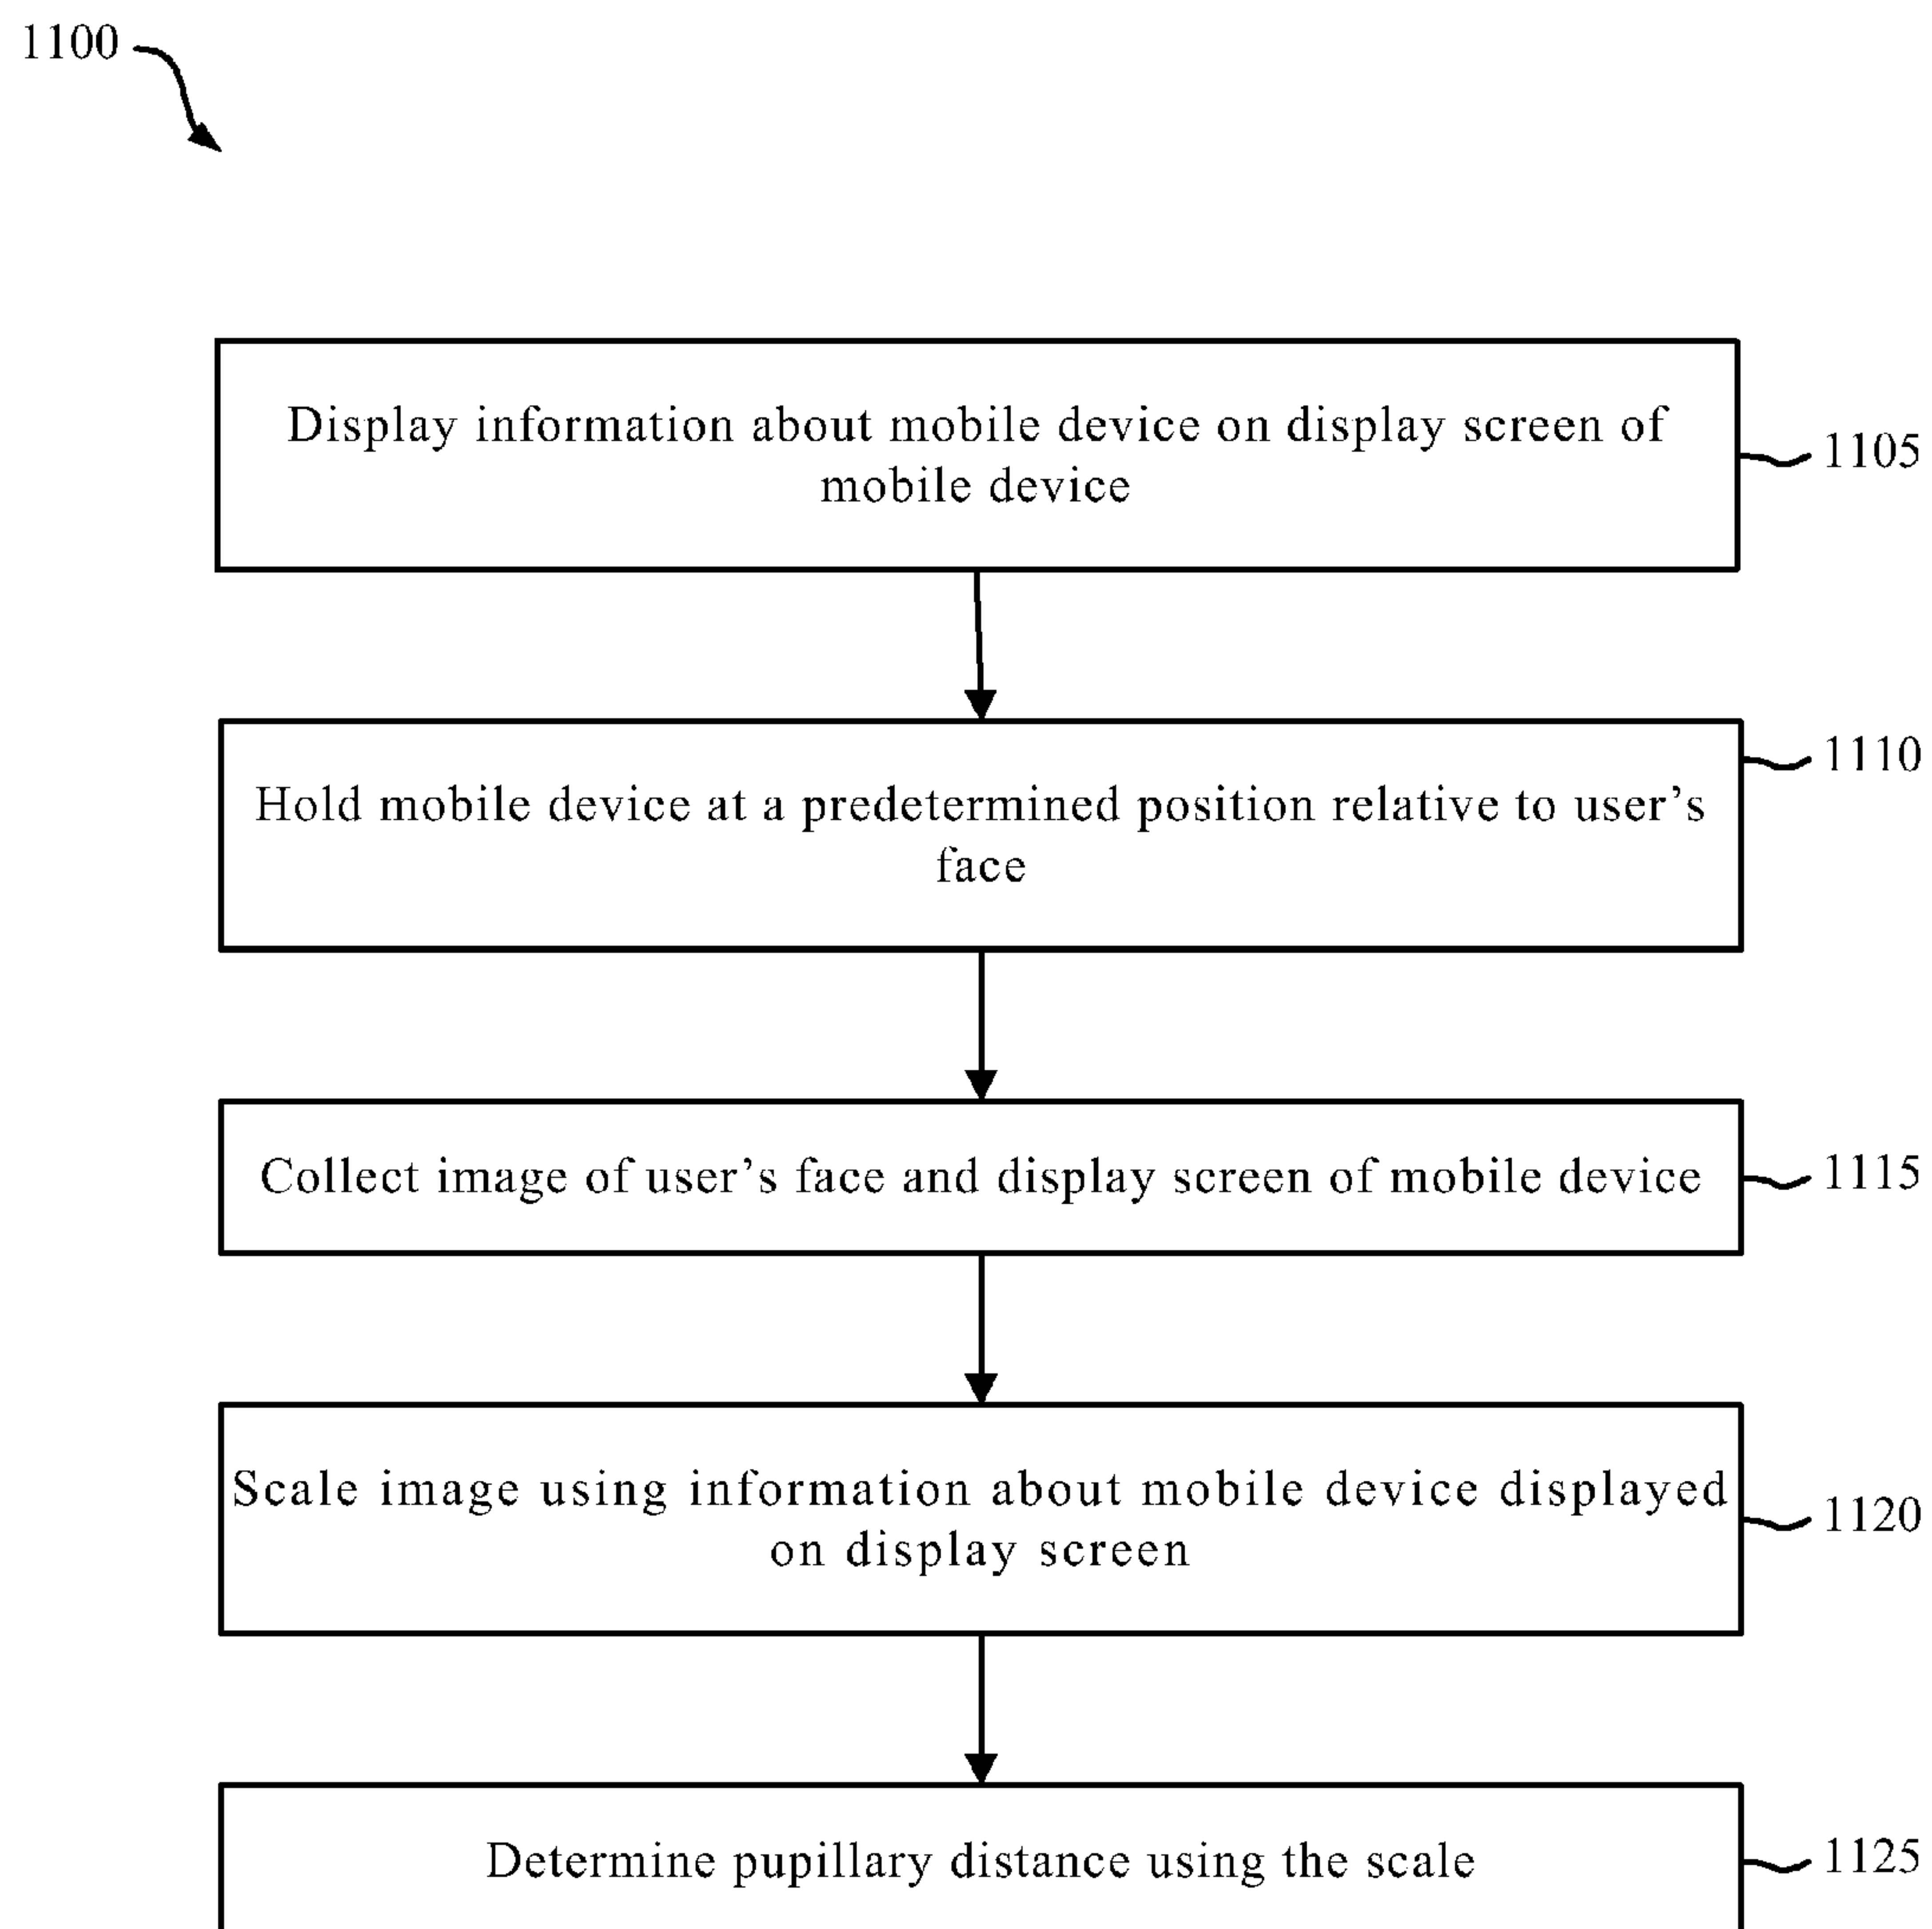 1100
Display information about mobile device on display screen of
mobile device
1105
Hold mobile device at a predetermined position relative to user’s
face
1110
Collect image of user’s face and display screen of mobile device
1115
Scale image using information about mobile device displayed
on display screen
1120
Determine pupillary distance using the scale
1125